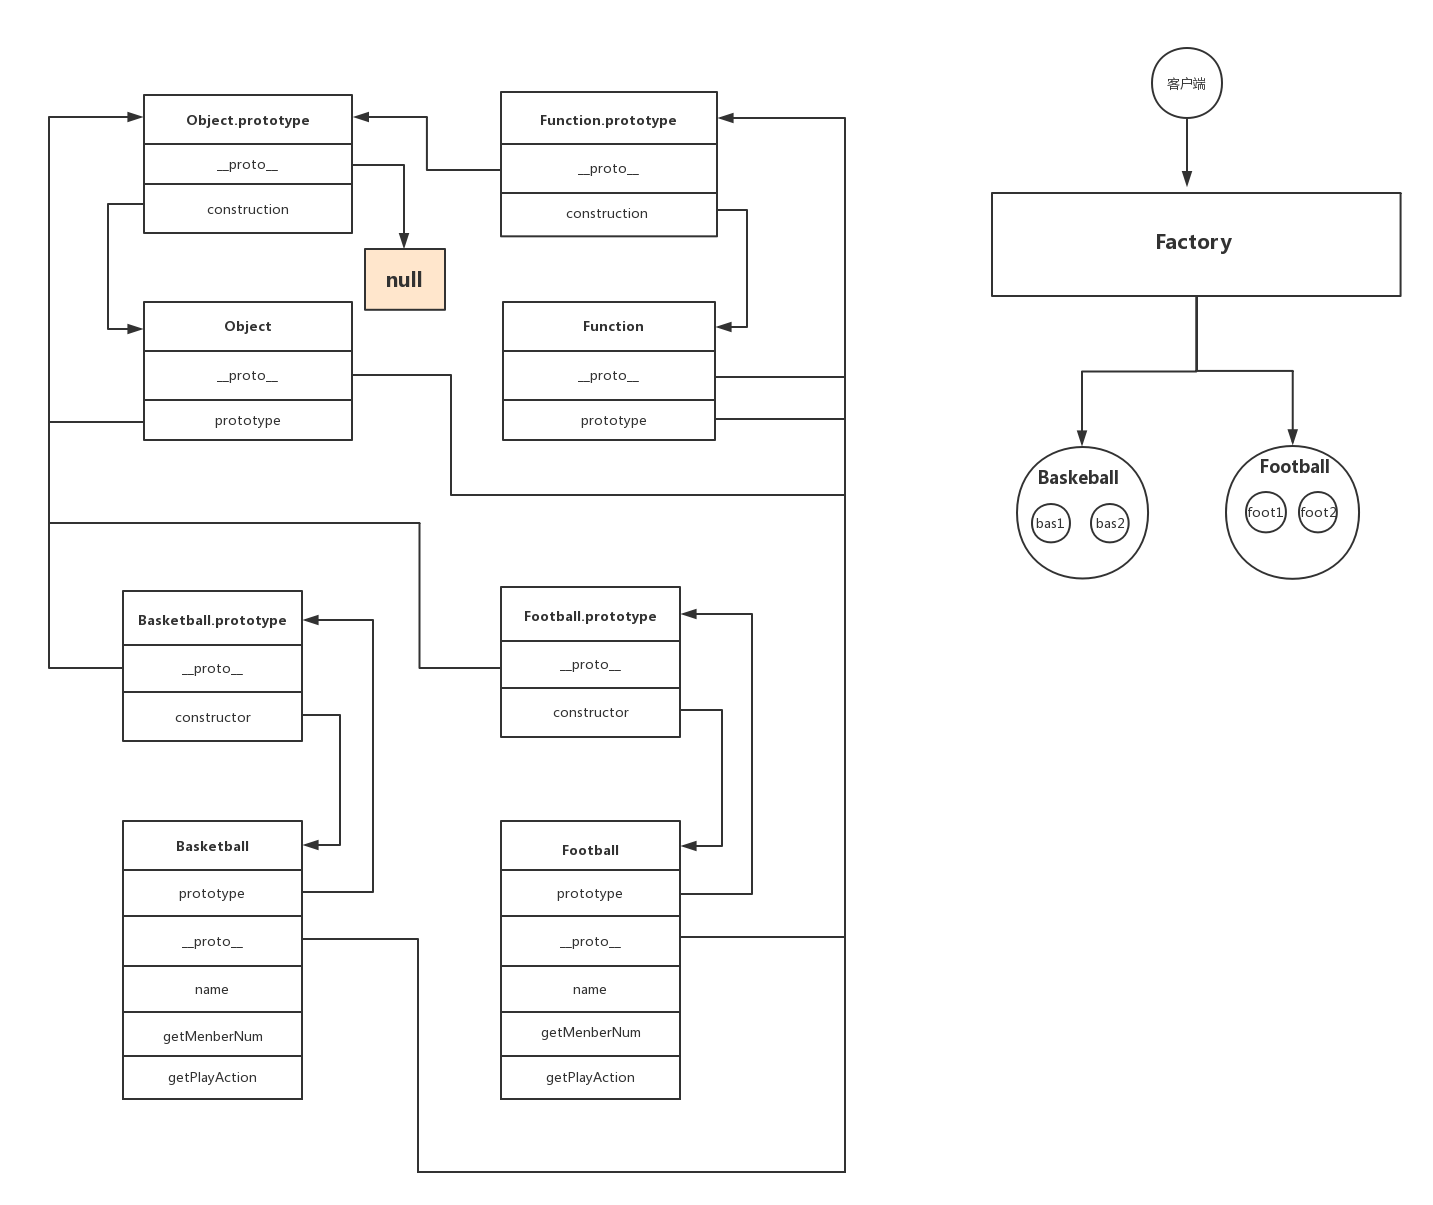 Object.prototype
__proto__
construction
Function.prototype
__proto__
construction
null
Object
__proto__
prototype
Function
__proto__
prototype
Basketball.prototype
__proto__
constructor
Football.prototype
__proto__
constructor
Basketball
prototype
__proto__
name
getMenberNum
getPlayAction
Football
prototype
__proto__
name
getMenberNum
getPlayAction
客户端
Factory
Baskeball
bas1
bas2
Football
foot1
foot2